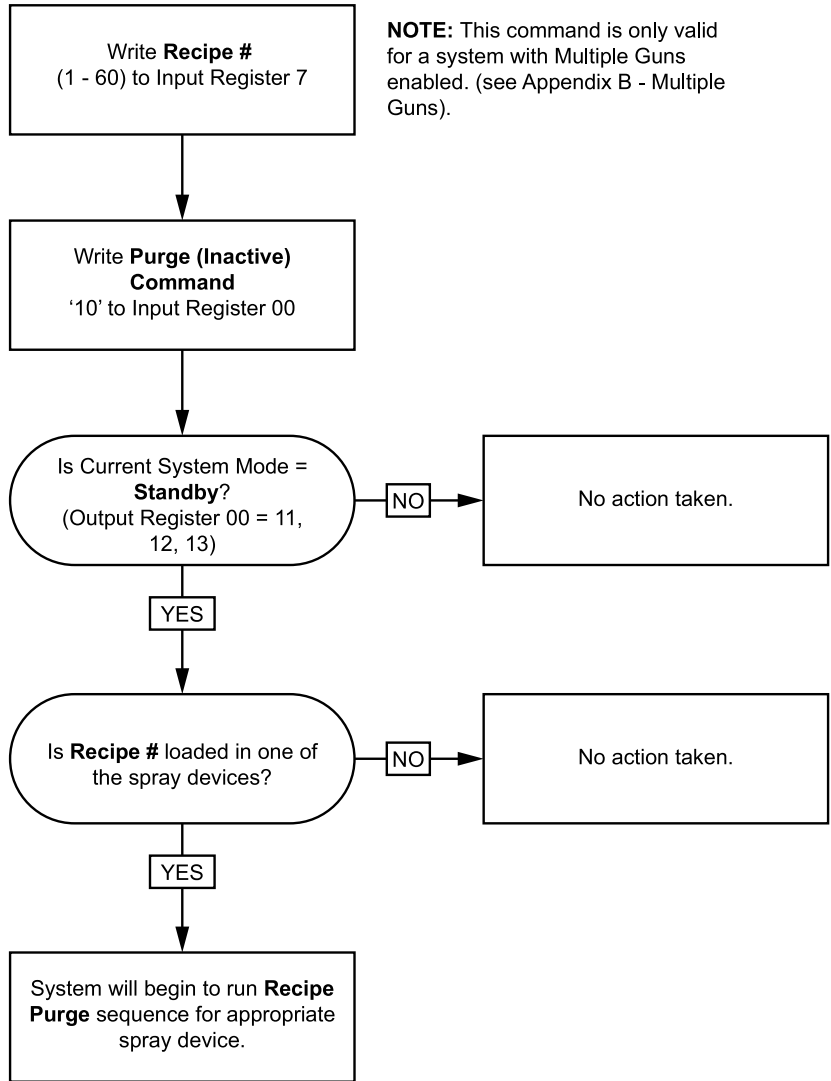 Write Recipe #
(1 - 60) to Input Register 7
NOTE: This command is only valid
for a system with Multiple Guns
enabled. (see Appendix B - Multiple
Guns).
Write Purge (Inactive)
Command
‘10’ to Input Register 00
Is Current System Mode =
Standby?
(Output Register 00 = 11,
12, 13)
NO
No action taken.
YES
Is Recipe # loaded in one of
the spray devices?
NO
No action taken.
YES
System will begin to run Recipe
Purge sequence for appropriate
spray device.